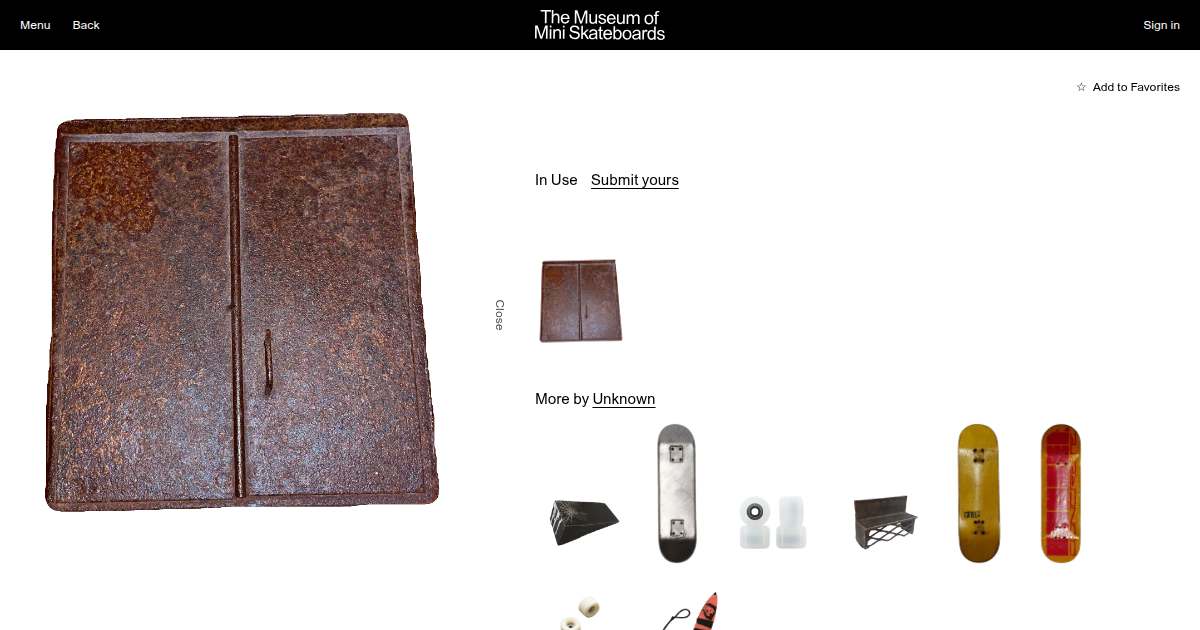 Menu
Back
The Museum of
Mini Skateboards
Sign in
☆ Add to Favorites
In Use
Submit yours
Close
More by Unknown